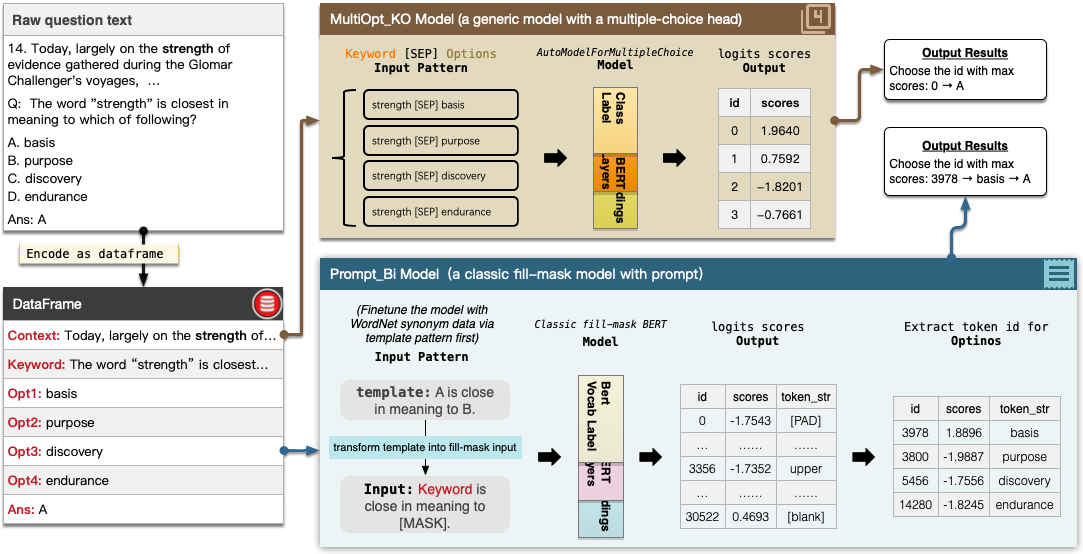 Raw question text
14. Today, largely on the strength of
evidence gathered during the Glomar
Challenger's voyages, ...
Q: The word ”strength” is closest in
meaning to which of following?
A. basis
B. purpose
C. discovery
D. endurance
Ans: A
Encode as dataframe
DataFrame
Context: Today, largely on the strength of...
Keyword: The word “strength” is closest...
Opt1: basis
Opt2: purpose
Opt3: discovery
Opt4: endurance
Ans: A
MultiOpt_KO Model (a generic model with a multiple-choice head)
4
Keyword [SEP] Options
Input Pattern
strength [SEP] basis
strength [SEP] purpose
strength [SEP] discovery
strength [SEP] endurance
AutoModelForMultipleChoice
Model
Class
Label
BERT
Layers
dings
logits scores
Output
id scores
0 1.9640
1 0.7592
2 −1.8201
3 −0.7661
Output Results
Choose the id with max
scores: 0 → A
Output Results
Choose the id with max
scores: 3978 → basis → A
Prompt_Bi Model (a classic fill-mask model with prompt)
(Finetune the model with
WordNet synonym data via
template pattern first)
Input Pattern
template: A is close
in meaning to B.
transform template into fill-mask input
Input: Keyword is
close in meaning to
[MASK].
Classic fill-mask BERT
Model
Bert
Vocab Label
ERT
yers
dings
logits scores
Output
id scores token_str
0 -1.7543 [PAD]
... ...... ......
3356 -1.7352 upper
... ...... ......
30522 0.4693 [blank]
Extract token id for
Optinos
id scores token_str
3978 1.8896 basis
3800 -1.9887 purpose
5456 -1.7556 discovery
14280 -1.8245 endurance